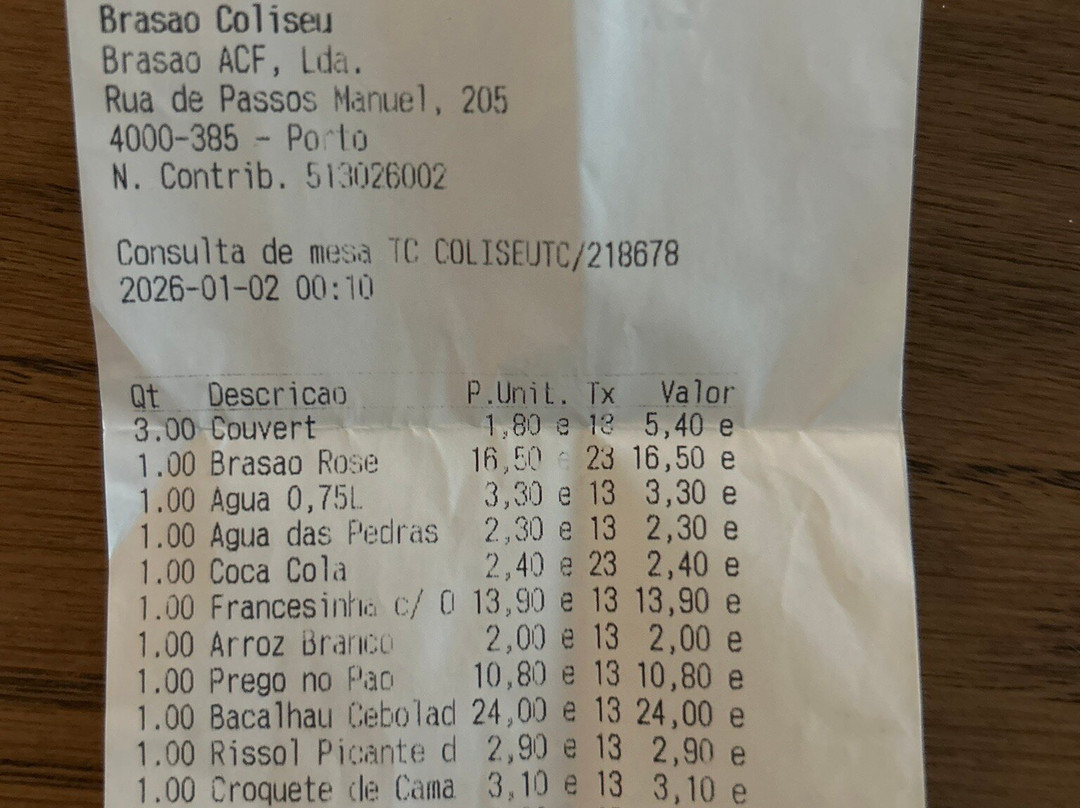 Brasao Coliseu
Brasao ACF, Lda.
Rua de Passos Manuel, 205
4000-385 - Porto
N. Contrib. 513026002
Consulta de mesa TC COLISEUTC/218678
2026-01-02 00:10
Qt Descricao P.Unit. Tx Valor
3.00 Couvert 1,80 e 13 5,40 e
1.00 Brasao Rose 16,50 e 23 16,50 e
1.00 Agua 0,75L 3,30 e 13 3,30 e
1.00 Agua das Pedras 2,30 e 13 2,30 e
1.00 Coca Cola 2,40 e 23 2,40 e
1.00 Francesinha c/ O 13,90 e 13 13,90 e
1.00 Arroz Branco 2,00 e 13 2,00 e
1.00 Prego no Pao 10,80 e 13 10,80 e
1.00 Bacalhau Cebolad 24,00 e 13 24,00 e
1.00 Rissol Picante d 2,90 e 13 2,90 e
1.00 Croquete de Cama 3,10 e 13 3,10 e